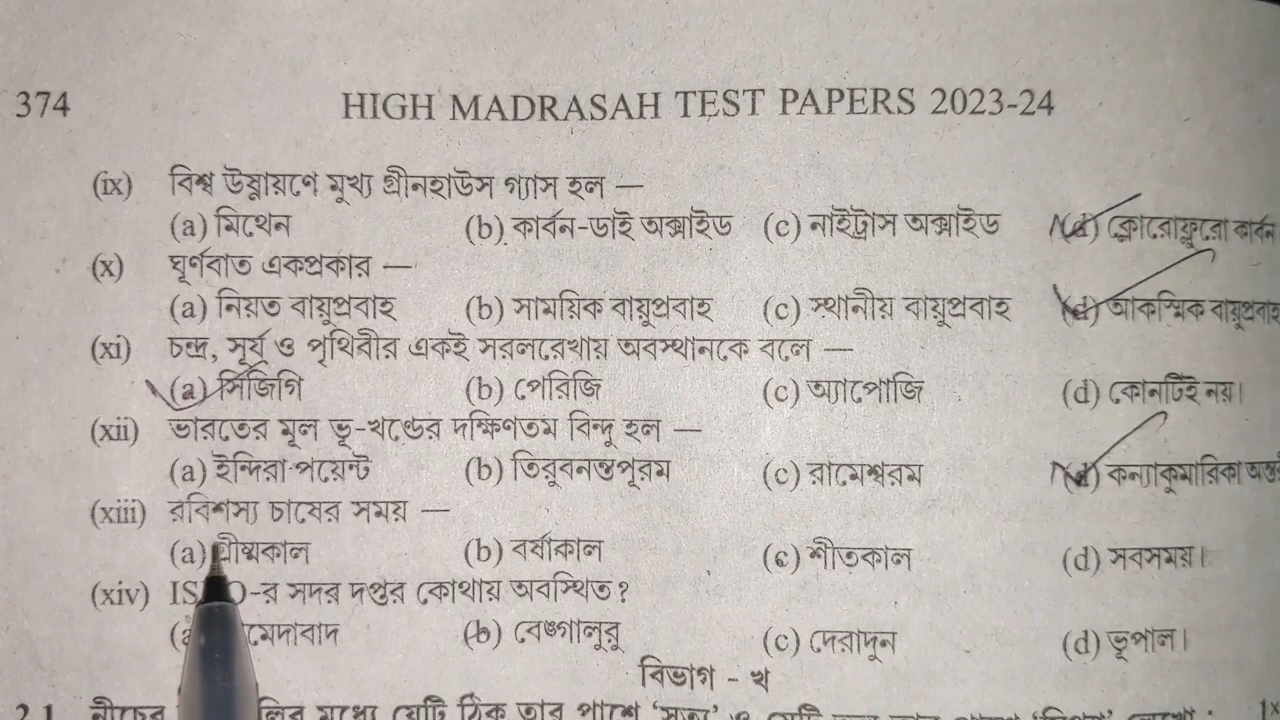 374 HIGH MADRASAH TEST PAPERS 2023-24
(ix) বিশ্ব উষ্ণায়ণে মুখ্য গ্রীনহাউস গ্যাস হল —
(a) মিথেন (b) কার্বন-ডাই অক্সাইড (c) নাইট্রাস অক্সাইড (d) ক্লোরোফ্লুরো কার্বন
(x) ঘূর্ণবাত একপ্রকার —
(a) নিয়ত বায়ুপ্রবাহ (b) সাময়িক বায়ুপ্রবাহ (c) স্থানীয় বায়ুপ্রবাহ (d) আকস্মিক বায়ুপ্রবাহ
(xi) চন্দ্র, সূর্য ও পৃথিবীর একই সরলরেখায় অবস্থানকে বলে —
(a) সিজিগি (b) পেরিজি (c) অ্যাপোজি (d) কোনটিই নয়।
(xii) ভারতের মূল ভূ-খণ্ডের দক্ষিণতম বিন্দু হল —
(a) ইন্দিরা পয়েন্ট (b) তিরুবনন্তপূরম (c) রামেশ্বরম (d) কন্যাকুমারিকা
(xiii) রবিশস্য চাষের সময় —
(a) গ্রীষ্মকাল (b) বর্ষাকাল (c) শীতকাল (d) সবসময়।
(xiv) -র সদর দপ্তর কোথায় অবস্থিত?
(b) বেঙ্গালুরু (c) দেরাদুন (d) ভূপাল।
বিভাগ - খ
2.1 নীচের মধ্যে যেটি ঠিক তার পাশে